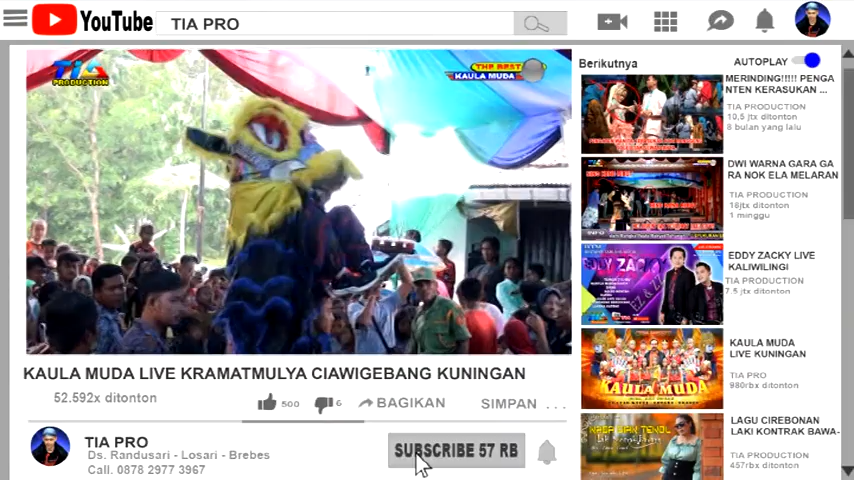 YouTube
TIA PRO
TIA
PRODUCTION
THE BEST
KAULA MUDA
KAULA MUDA LIVE KRAMATMULYA CIAWIGEBANG KUNINGAN
52.592x ditonton
500
6
BAGIKAN
SIMPAN ...
TIA PRO
Ds. Randusari - Losari - Brebes
Call. 0878 2977 3967
SUBSCRIBE 57 RB
Berikutnya
AUTOPLAY
MERINDING!!!!! PENGA
NTEN KERASUKAN ...
TIA PRODUCTION
10,5 jtx ditonton
8 bulan yang lalu
DWI WARNA GARA GA
RA NOK ELA MELARAN
TIA PRODUCTION
16jtx ditonton
1 minggu
EDDY ZACKY LIVE
KALIWILINGI
TIA PRODUCTION
7,5 jtx ditonton
KAULA MUDA
KAULA MUDA
LIVE KUNINGAN
TIA PRO
980rbx ditonton
LAGU CIREBONAN
LAKI KONTRAK BAWA-
TIA PRODUCTION
457rbx ditonton